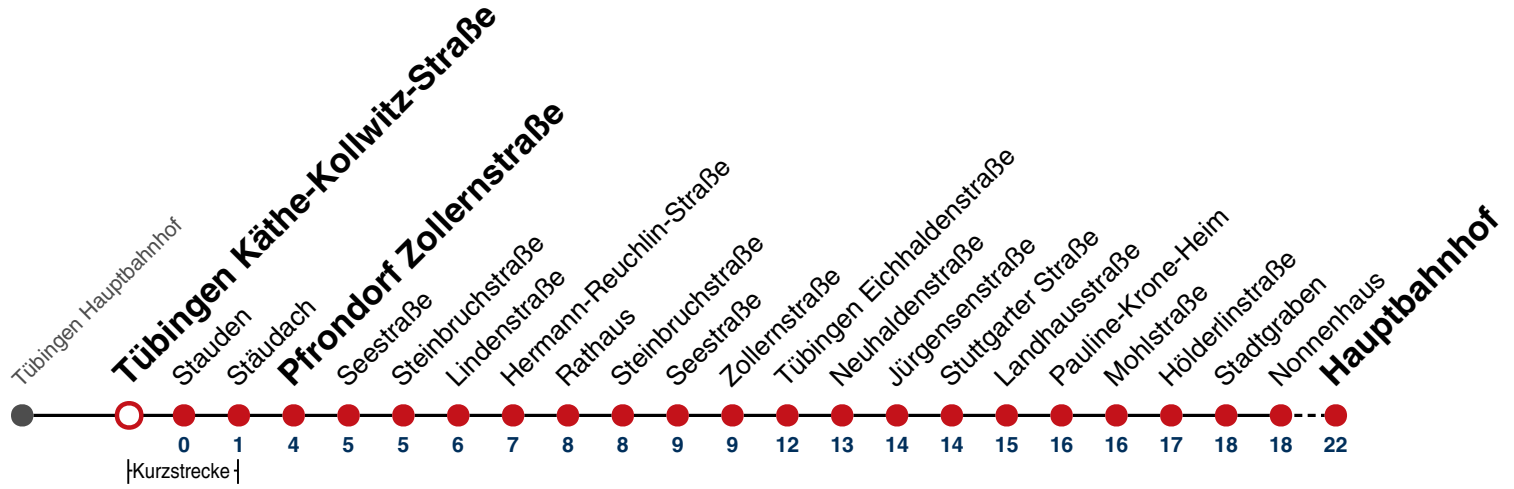 Tübingen Hauptbahnhof
Tübingen Käthe-Kollwitz-Straße
Stauden
Stäudach
Pfrondorf Zollernstraße
Seestraße
Steinbruchstraße
Lindenstraße
Hermann-Reuchlin-Straße
Rathaus
Steinbruchstraße
Seestraße
Zollernstraße
Tübingen Eichhaldenstraße
Neuhaldenstraße
Jürgensenstraße
Stuttgarter Straße
Landhausstraße
Pauline-Krone-Heim
Mohlstraße
Hölderlinstraße
Stadtgraben
Nonnenhaus
Hauptbahnhof
0 1 4 5 5 6 7 8 8 9 9 12 13 14 14 15 16 16 17 18 18 22
Kurzstrecke